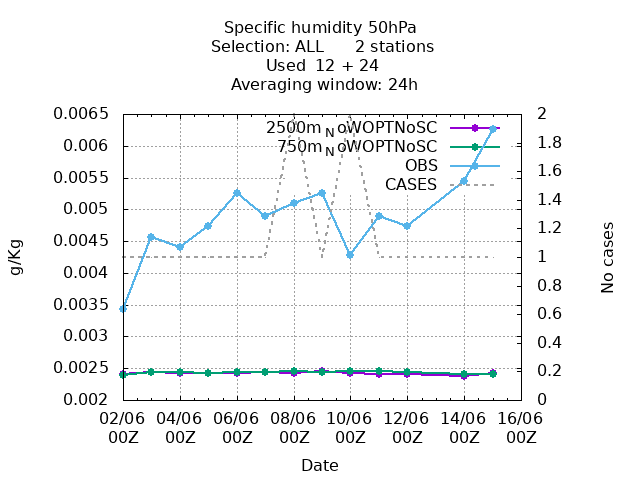 Specific humidity 50hPa
Selection: ALL 2 stations
Used 12 + 24
Averaging window: 24h
2500m_NoWOPTNoSC
750m_NoWOPTNoSC
OBS
CASES
0.0065
0.006
0.0055
0.005
0.0045
0.004
0.0035
0.003
0.0025
0.002
g/Kg
2
1.8
1.6
1.4
1.2
1
0.8
0.6
0.4
0.2
0
No cases
02/06 04/06 06/06 08/06 10/06 12/06 14/06 16/06
00Z 00Z 00Z 00Z 00Z 00Z 00Z 00Z
Date